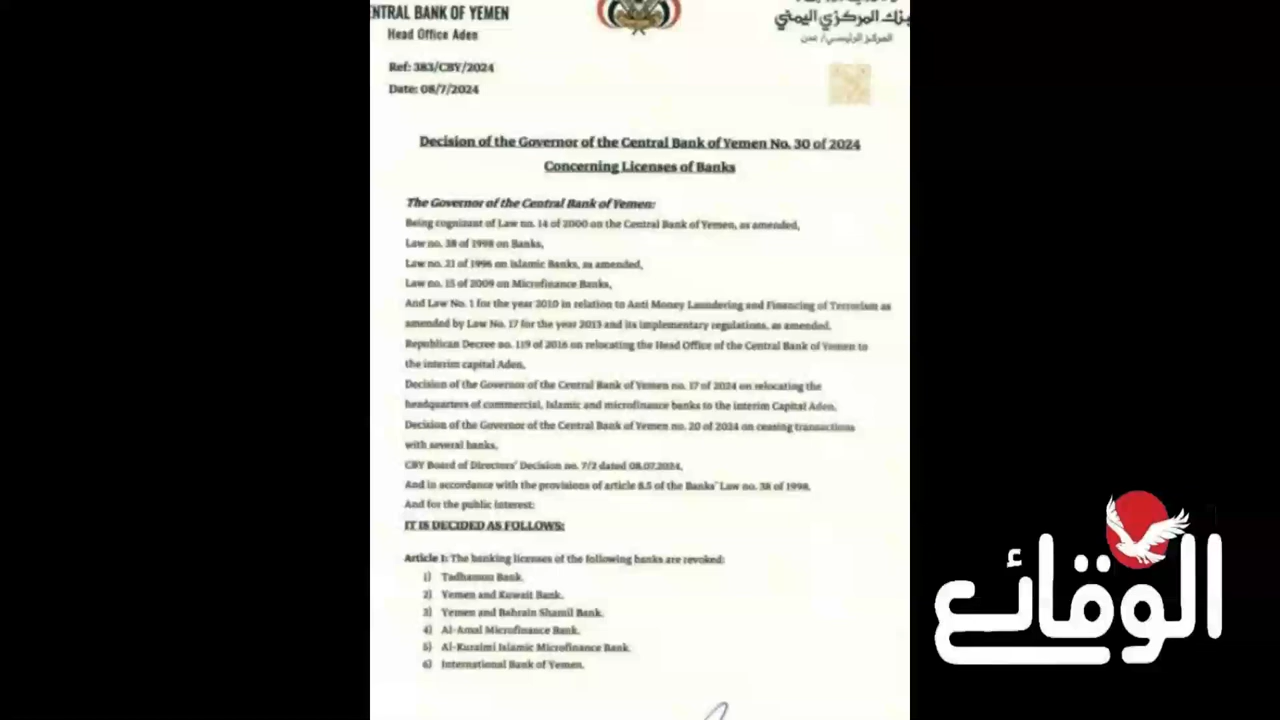 CENTRAL BANK OF YEMEN
Head Office Aden
البنك المركزي اليمني
المركز الرئيسي/ عدن
Ref: 383/CBY/2024
Date: 08/7/2024
Decision of the Governor of the Central Bank of Yemen No. 30 of 2024
Concerning Licenses of Banks
The Governor of the Central Bank of Yemen:
Being cognizant of Law no. 14 of 2000 on the Central Bank of Yemen, as amended,
Law no. 38 of 1998 on Banks,
Law no. 21 of 1996 on Islamic Banks, as amended,
Law no. 15 of 2009 on Microfinance Banks,
And Law No. 1 for the year 2010 in relation to Anti Money Laundering and Financing of Terrorism as
amended by Law No. 17 for the year 2013 and its implementary regulations, as amended,
Republican Decree no. 119 of 2016 on relocating the Head Office of the Central Bank of Yemen to
the interim capital Aden,
Decision of the Governor of the Central Bank of Yemen no. 17 of 2024 on relocating the
headquarters of commercial, Islamic and microfinance banks to the interim Capital Aden,
Decision of the Governor of the Central Bank of Yemen no. 20 of 2024 on ceasing transactions
with several banks,
CBY Board of Directors' Decision no. 7/2 dated 08.07.2024,
And in accordance with the provisions of article 8.5 of the Banks' Law no. 38 of 1998,
And for the public interest:
IT IS DECIDED AS FOLLOWS:
Article 1: The banking licenses of the following banks are revoked:
1) Tadhamon Bank.
2) Yemen and Kuwait Bank.
3) Yemen and Bahrain Shamil Bank.
4) Al-Amal Microfinance Bank.
5) Al-Kuraimi Islamic Microfinance Bank.
6) International Bank of Yemen.
الوقائع